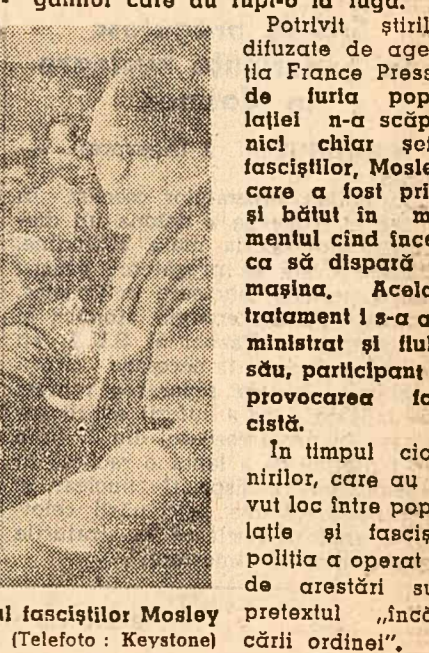 gumor care au rupt-o la fugă.
Potrivit știril
difuzate de age
ția France Press
de furia pop
lației n-a scăp
nici chiar șef
fasciștilor, Mosle
care a fost pri
și bătut în m
mentul cînd înce
ca să dispară
mașina. Acela
tratament i s-a a
ministrat și fiul
său, participant
provocarea fa
cistă.
În timpul cio
nirilor, care au
vut loc între pop
lație și fasciș
poliția a operat
de arestări su
pretextul „încă
cării ordinei”.
ul fasciștilor Mosley
(Telefoto : Keystone)